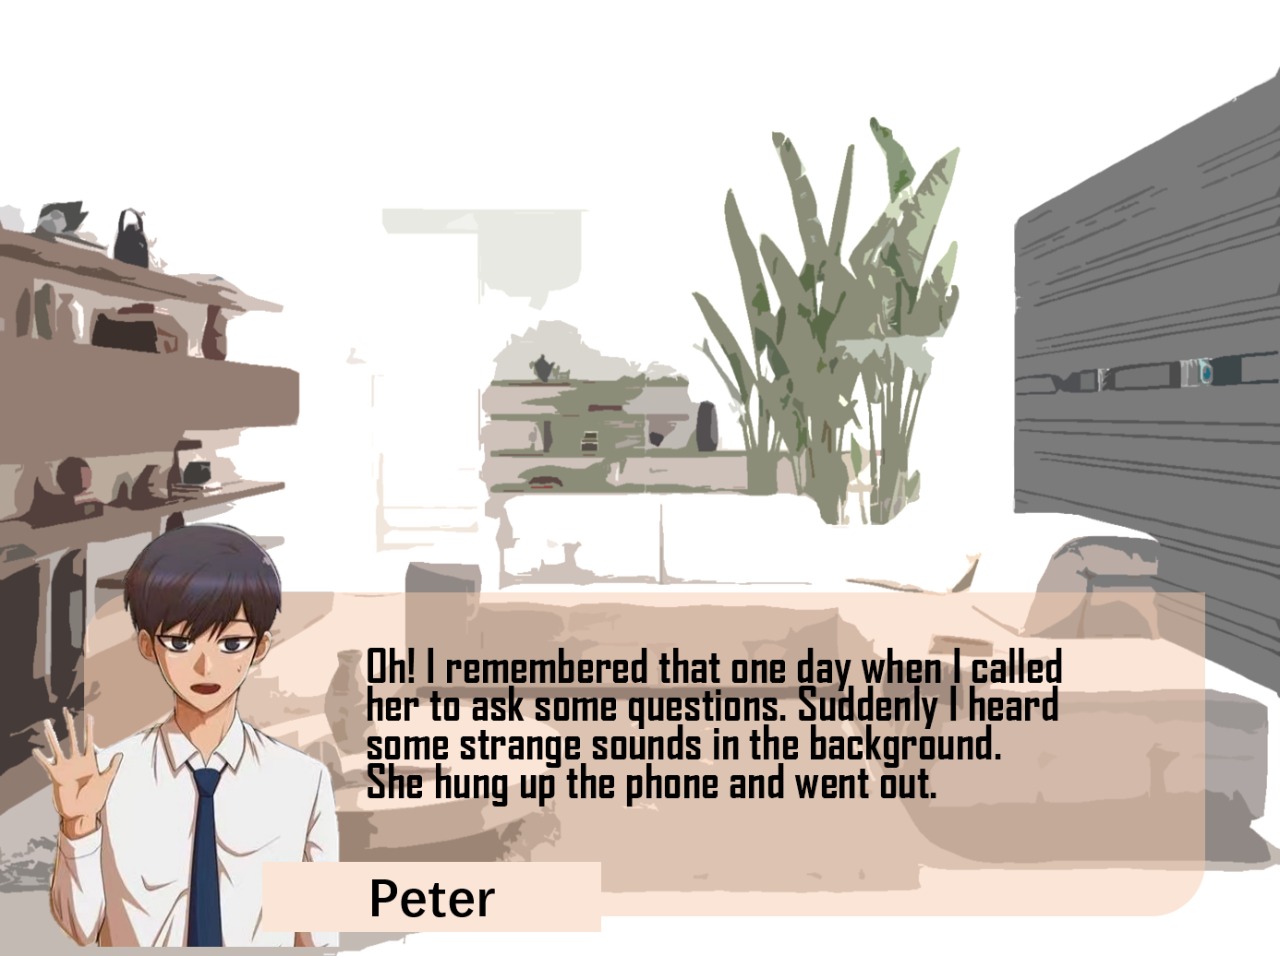 Oh! I remembered that one day when I called
her to ask some questions. Suddenly I heard
some strange sounds in the background.
She hung up the phone and went out.
Peter